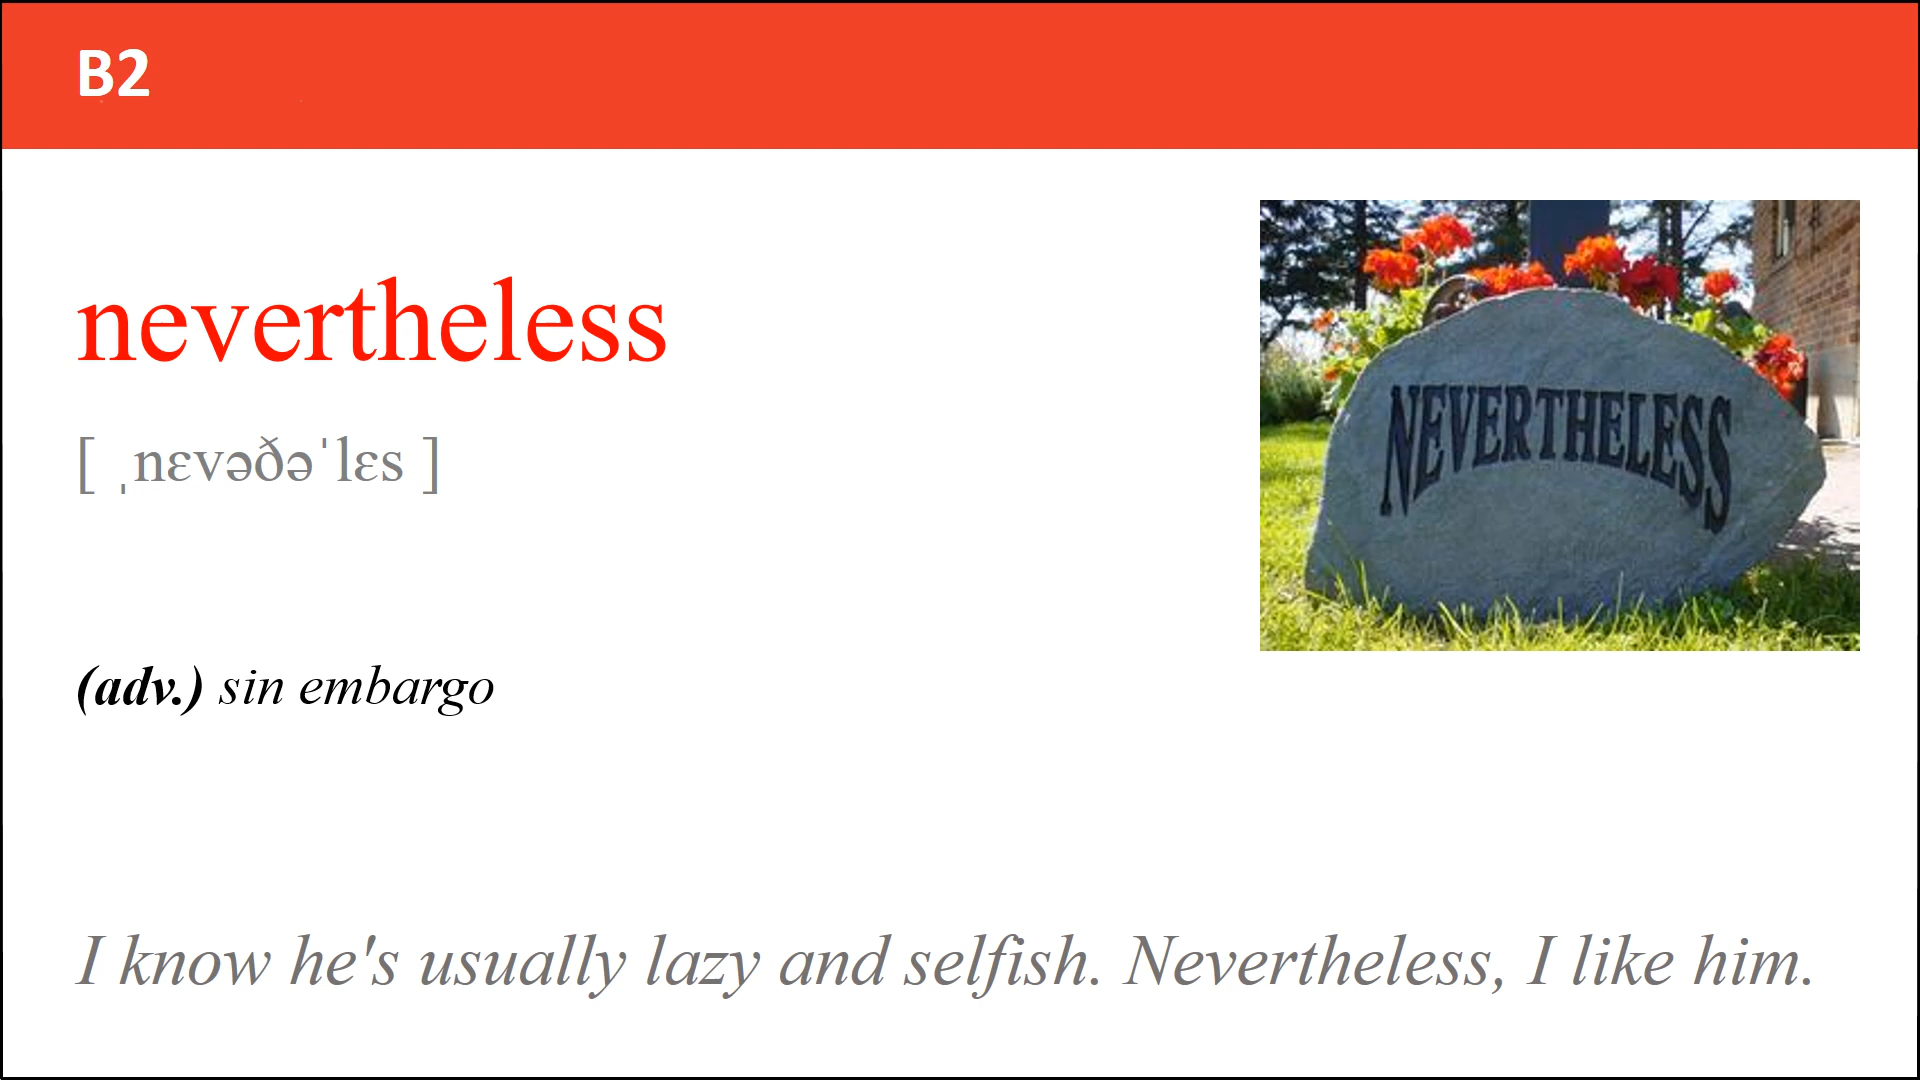 B2
nevertheless
[ ˌnɛvəðəˈlɛs ]
NEVERTHELESS
(adv.) sin embargo
I know he's usually lazy and selfish. Nevertheless, I like him.